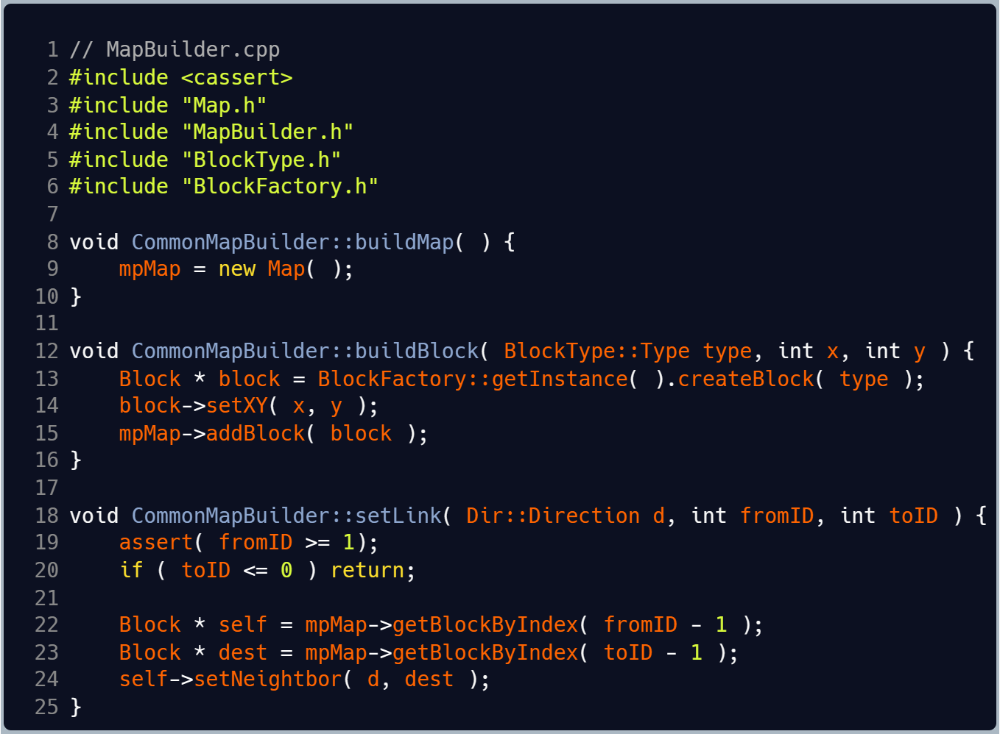 1 // MapBuilder.cpp
2 #include <cassert>
3 #include "Map.h"
4 #include "MapBuilder.h"
5 #include "BlockType.h"
6 #include "BlockFactory.h"
7
8 void CommonMapBuilder::buildMap( ) {
9     mpMap = new Map( );
10 }
11
12 void CommonMapBuilder::buildBlock( BlockType::Type type, int x, int y ) {
13     Block * block = BlockFactory::getInstance( ).createBlock( type );
14     block->setXY( x, y );
15     mpMap->addBlock( block );
16 }
17
18 void CommonMapBuilder::setLink( Dir::Direction d, int fromID, int toID ) {
19     assert( fromID >= 1);
20     if ( toID <= 0 ) return;
21
22     Block * self = mpMap->getBlockByIndex( fromID - 1 );
23     Block * dest = mpMap->getBlockByIndex( toID - 1 );
24     self->setNeightbor( d, dest );
25 }